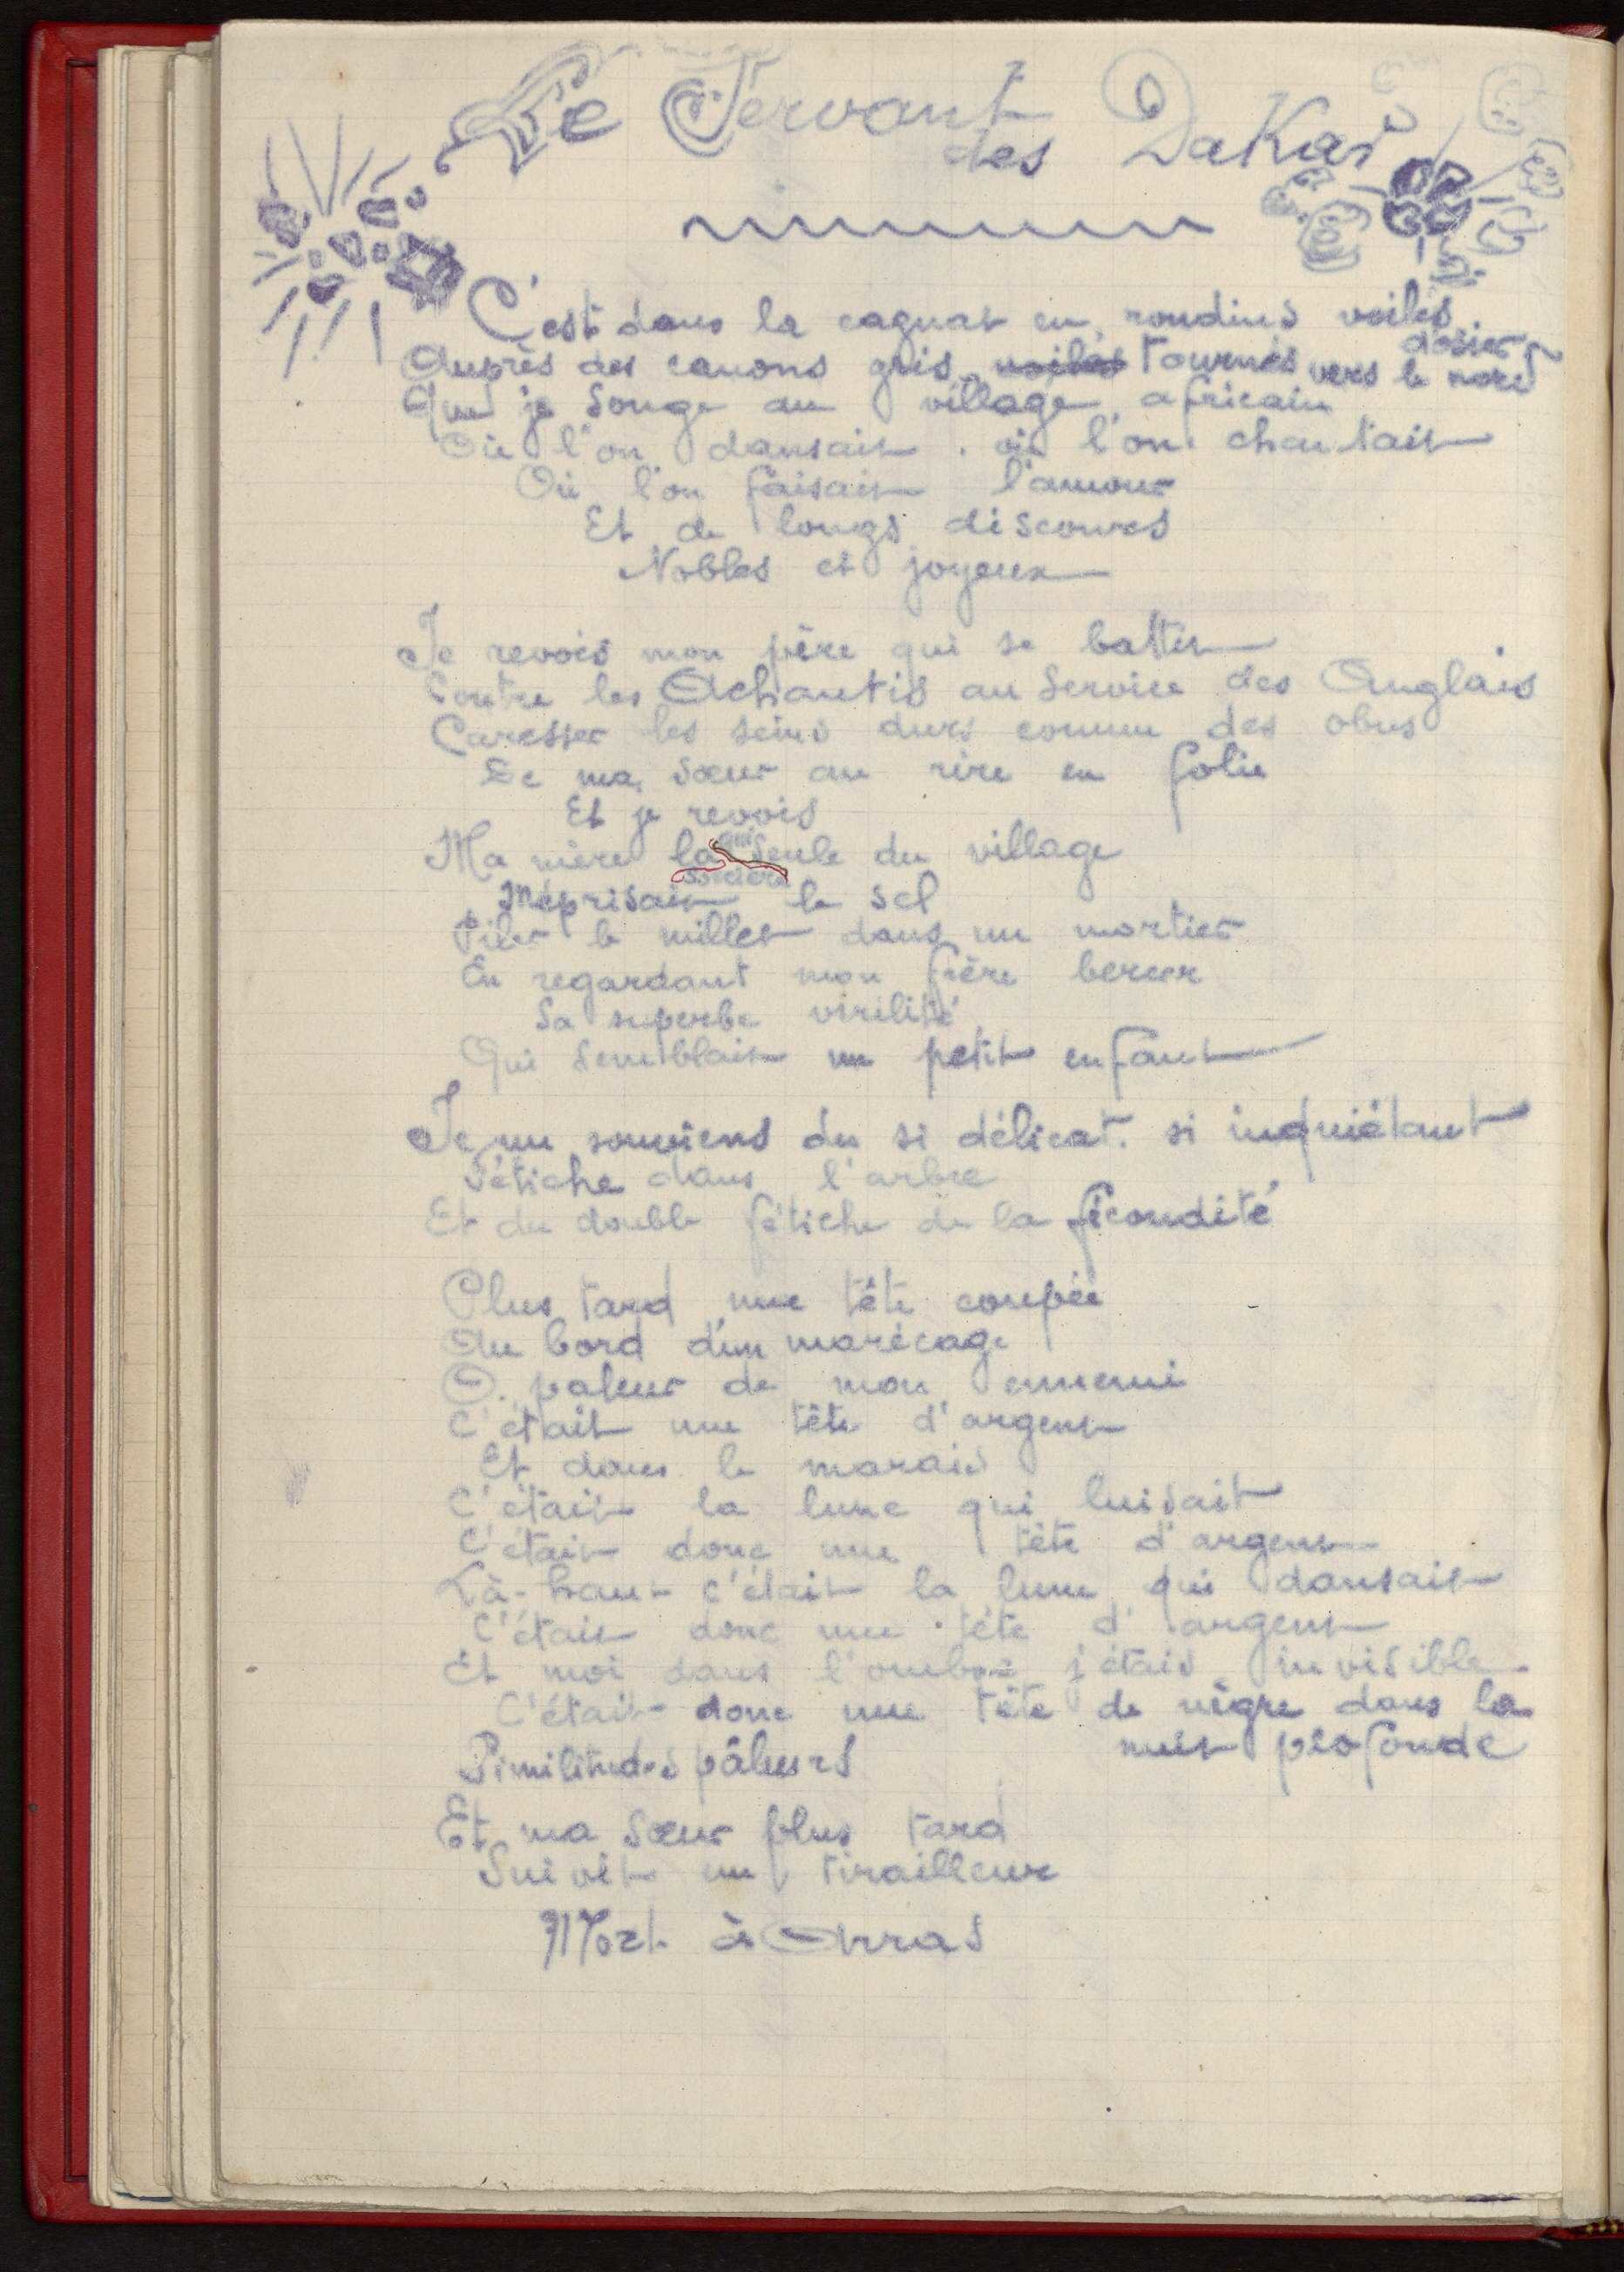 Le Servant
des Dakar
C'est dans la cagnat en rondins voilés
d'osier
Auprès des canons gris voilés tournés vers le nord
Que je songe au village africain
Où l'on dansait. où l'on chantait
Où l'on faisait l'amour
Et de longs discours
Nobles et joyeux
Je revois mon père qui se battit
Contre les Achantis au service des Anglais
Caresser les seins durs comme des obus
De ma sœur au rire en folie
Et je revois
Ma mère la
sorcière
qui seule du village
Méprisait le sel
Piler le millet dans un mortier
En regardant mon frère bercer
Sa superbe virilité
Qui semblait un petit enfant
Je me souviens du si délicat. si inquiétant
Fétiche dans l'arbre
Et du double fétiche de la fécondité
Plus tard une tête coupée
Au bord d'un marécage
O. paleur de mon ennemi
C'était une tête d'argent
Et dans le marais
C'était la lune qui luisait
C'était donc une tête d'argent
Là-haut c'était la lune qui dansait
C'était donc une tête d'argent
Et moi dans l'ombre j'étais invisible
C'était donc une tête de nègre dans la
nuit profonde
Similitudes pâleurs
Et ma sœur plus tard
Suivit un tirailleur
Mort à Arras